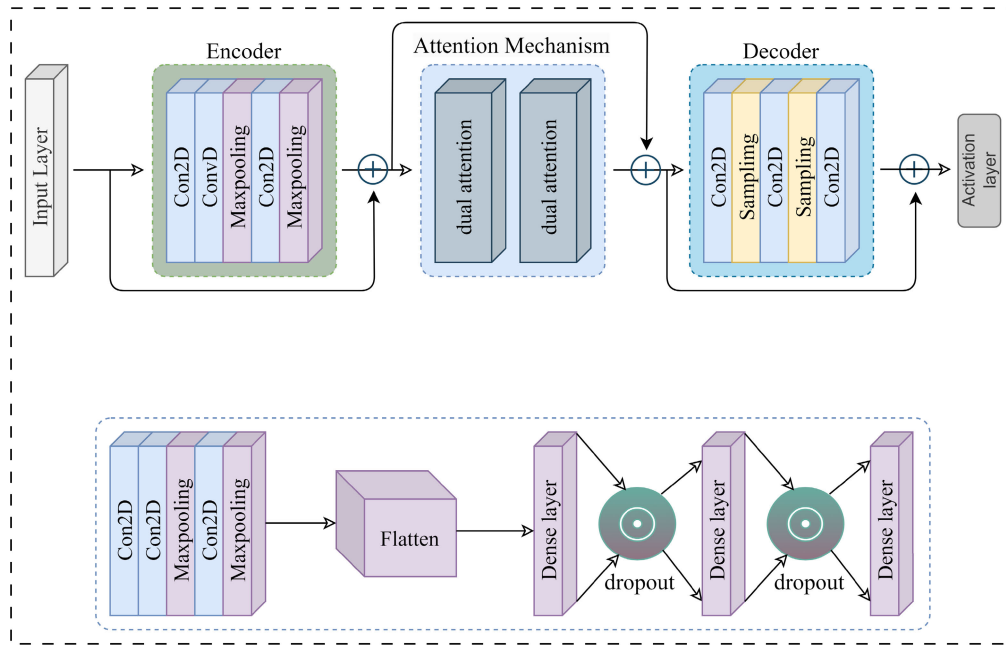 Encoder
Attention Mechanism
Decoder
Input Layer
Con2D
ConvD
Maxpooling
Con2D
Maxpooling
dual attention
dual attention
Con2D
Samplimg
Con2D
Sampling
Con2D
Activation
layer
Con2D
Con2D
Maxpooling
Con2D
Maxpooling
Flatten
Dense layer
dropout
Dense layer
dropout
Dense layer